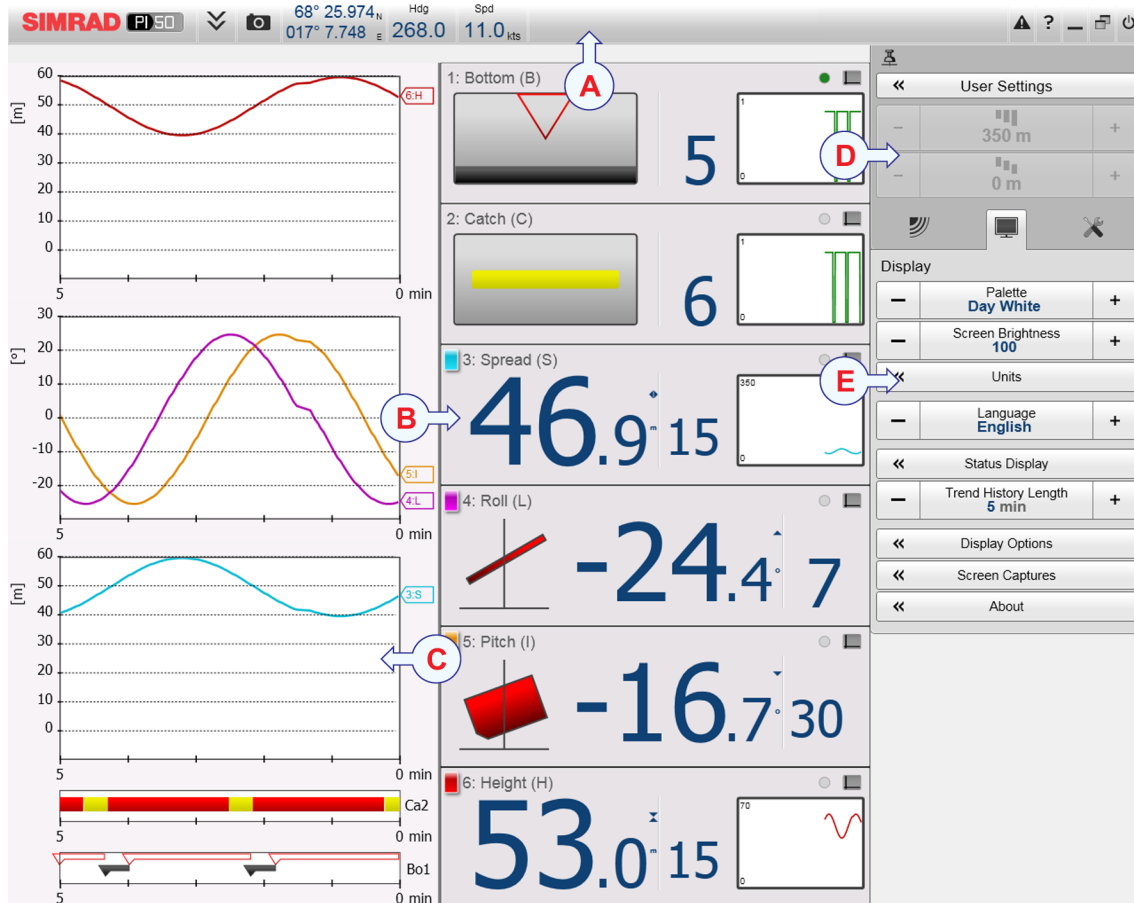 SIMRAD PI 50
68° 25.974 N
017° 7.748 E
Hdg
268.0
Spd
11.0 kts
?
A
60
50
40
30
20
10
0
[m]
6:H
5
0 min
30
20
10
0
-10
-20
[°]
5:I
4:L
5
0 min
60
50
40
30
20
10
0
[m]
3:S
5
0 min
Ca2
5
0 min
Bo1
5
0 min
B
C
1: Bottom (B)
5
1
0
2: Catch (C)
6
1
0
3: Spread (S)
46.9 m
15
350
0
4: Roll (L)
-24.4°
7
5: Pitch (I)
-16.7°
30
6: Height (H)
53.0 m
15
70
0
D
E
« User Settings
− 350 m +
− 0 m +
Display
Palette
− Day White +
Screen Brightness
− 100 +
« Units
Language
− English +
« Status Display
Trend History Length
− 5 min +
« Display Options
« Screen Captures
« About